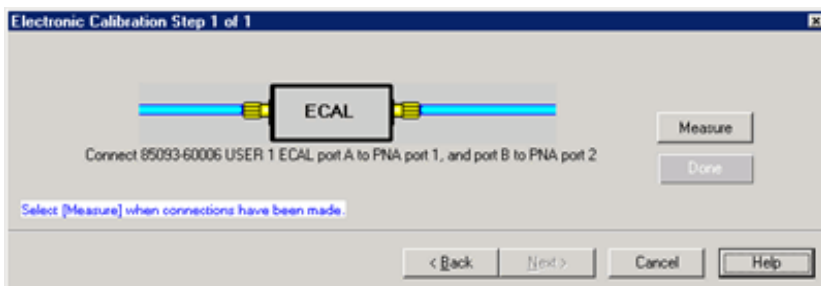 Electronic Calibration Step 1 of 1
ECAL
Connect 85093-60006 USER 1 ECAL port A to PNA port 1, and port B to PNA port 2
Measure
Done
Select [Measure] when connections have been made.
< Back
Next >
Cancel
Help